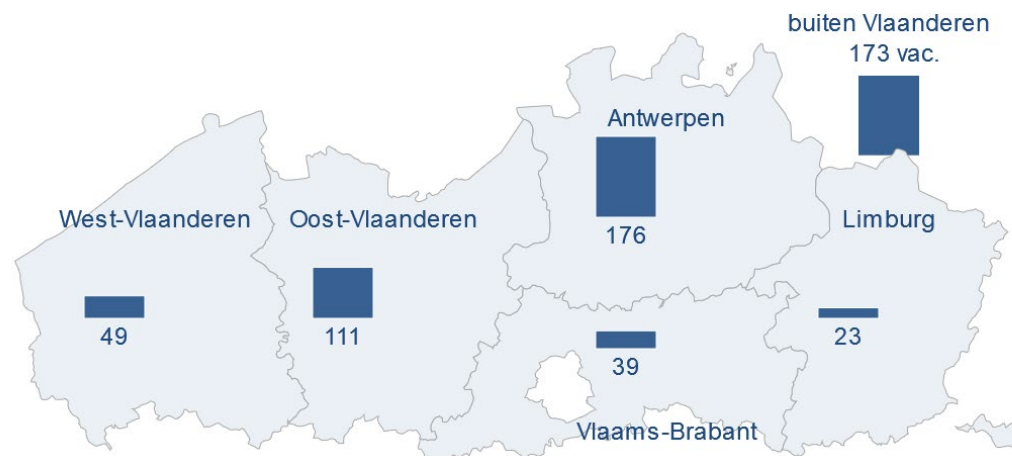 buiten Vlaanderen
173 vac.
Antwerpen
176
West-Vlaanderen
49
Oost-Vlaanderen
111
Limburg
23
39
Vlaams-Brabant